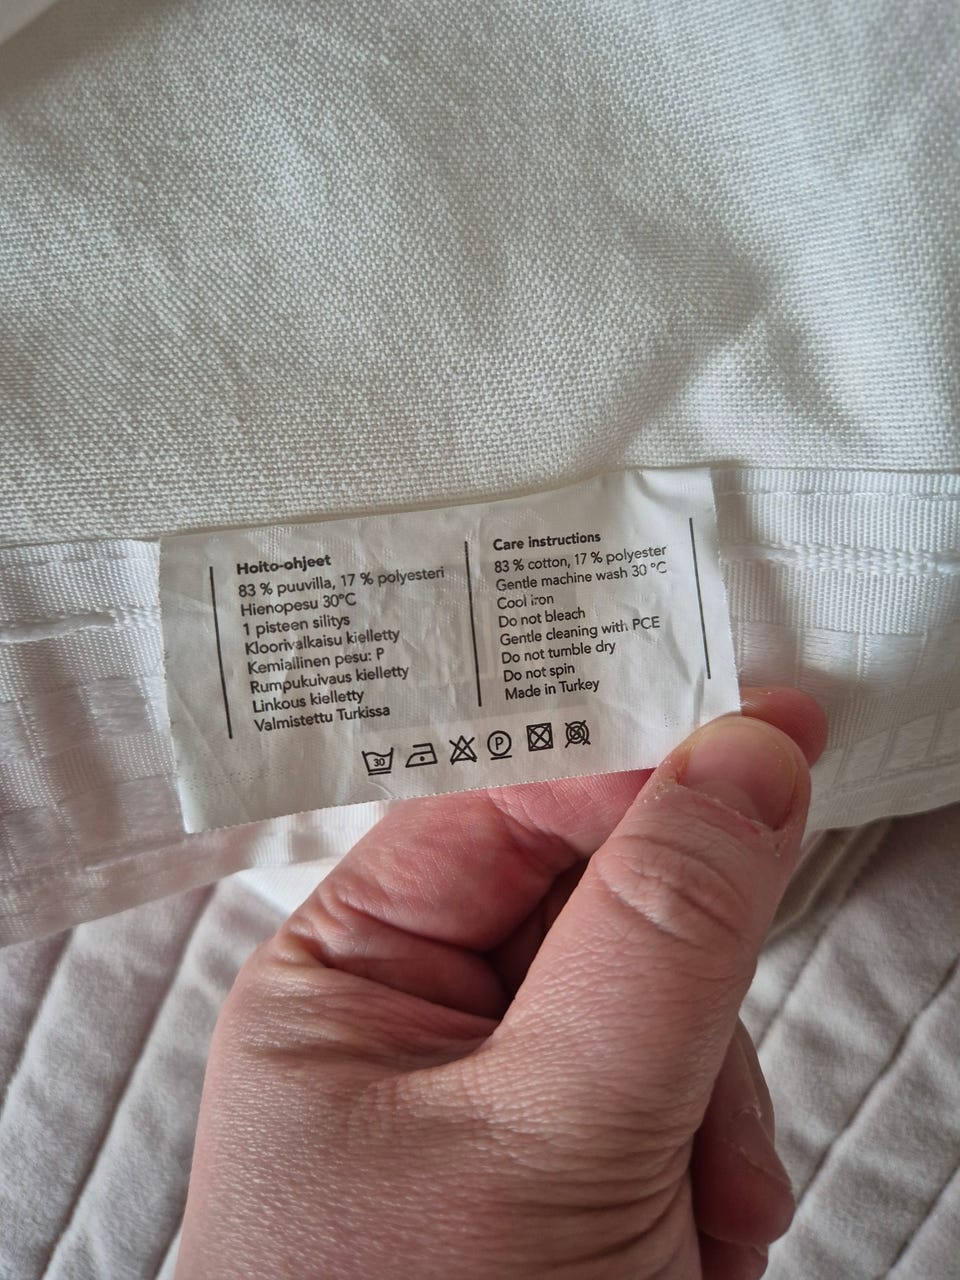 Hoito-ohjeet
83 % puuvilla, 17 % polyesteri
Hienopesu 30°C
1 pisteen silitys
Kloorivalkaisu kielletty
Kemiallinen pesu: P
Rumpukuivaus kielletty
Linkous kielletty
Valmistettu Turkissa
Care instructions
83 % cotton, 17 % polyester
Gentle machine wash 30 °C
Cool iron
Do not bleach
Gentle cleaning with PCE
Do not tumble dry
Do not spin
Made in Turkey
30 P